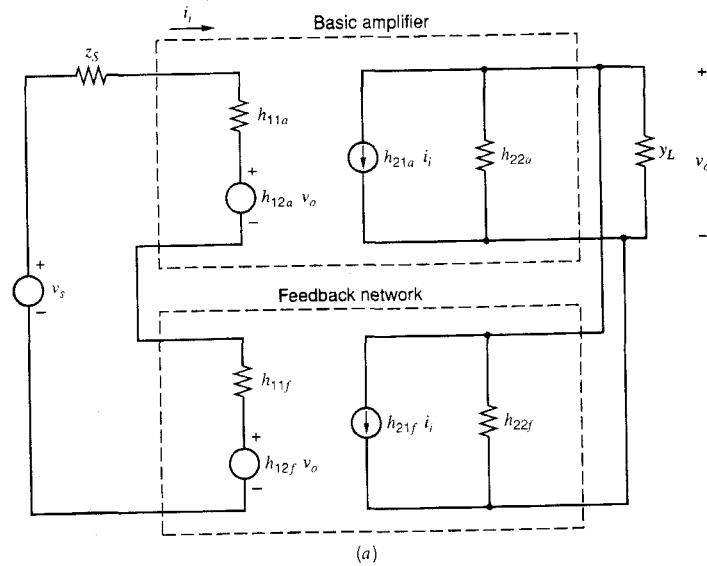 i_i
Basic amplifier
z_S
h_11a
+
h_12a v_o
−
h_21a i_i
h_22a
y_L
+
v_o
−
+
v_s
−
Feedback network
h_11f
+
h_12f v_o
−
h_21f i_i
h_22f
(a)